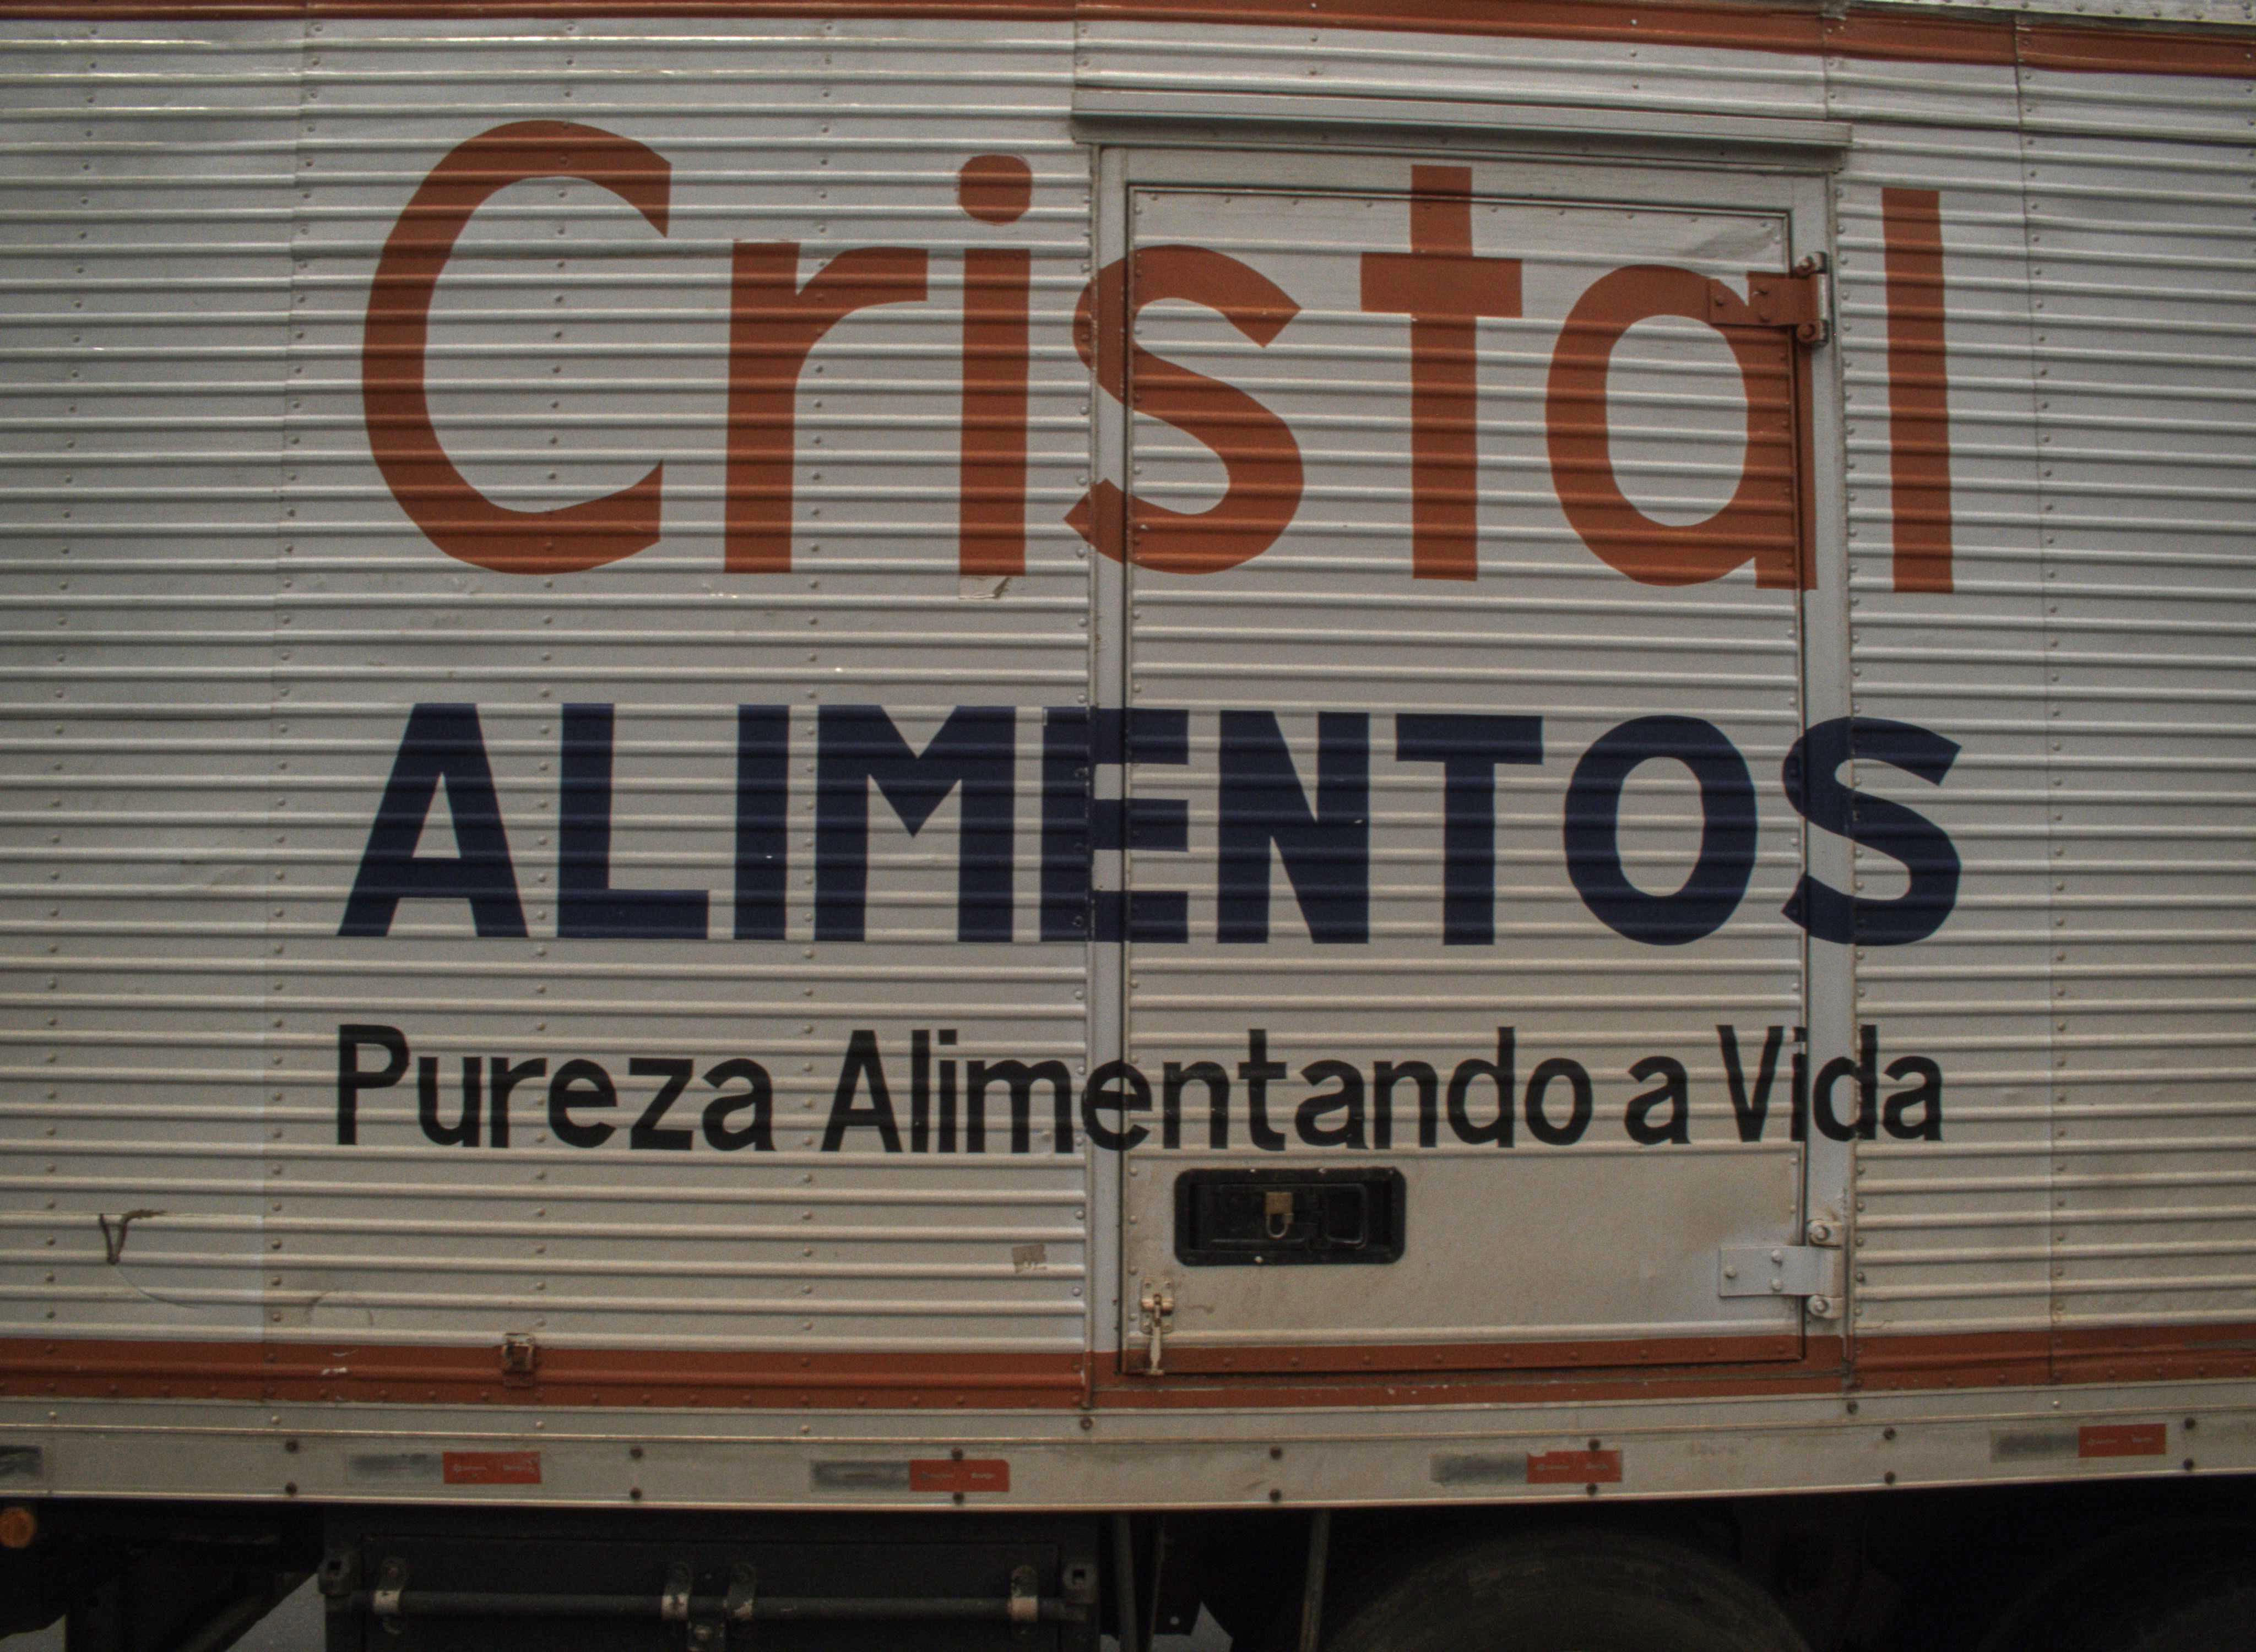 Cristal
ALIMENTOS
Pureza Alimentando a Vida